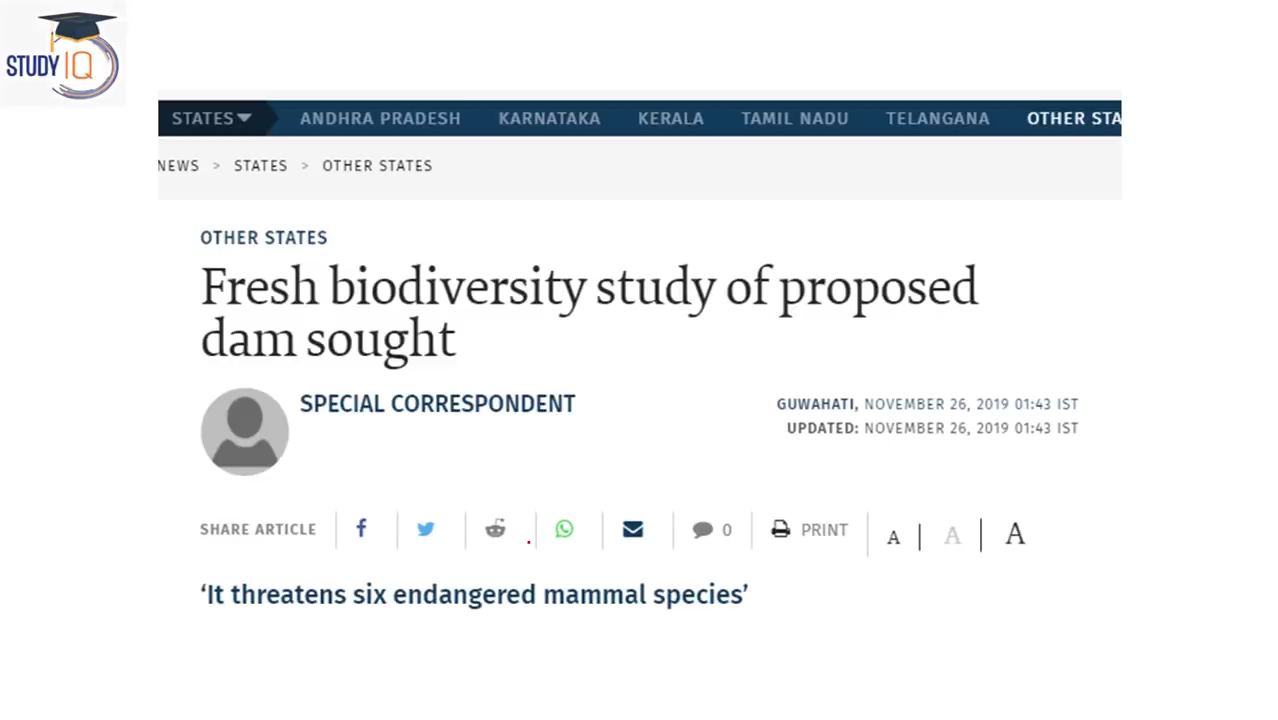 STUDY IQ
STATES ANDHRA PRADESH KARNATAKA KERALA TAMIL NADU TELANGANA OTHER STA
NEWS > STATES > OTHER STATES
OTHER STATES
Fresh biodiversity study of proposed
dam sought
SPECIAL CORRESPONDENT
GUWAHATI, NOVEMBER 26, 2019 01:43 IST
UPDATED: NOVEMBER 26, 2019 01:43 IST
SHARE ARTICLE 0 PRINT A A A
‘It threatens six endangered mammal species’